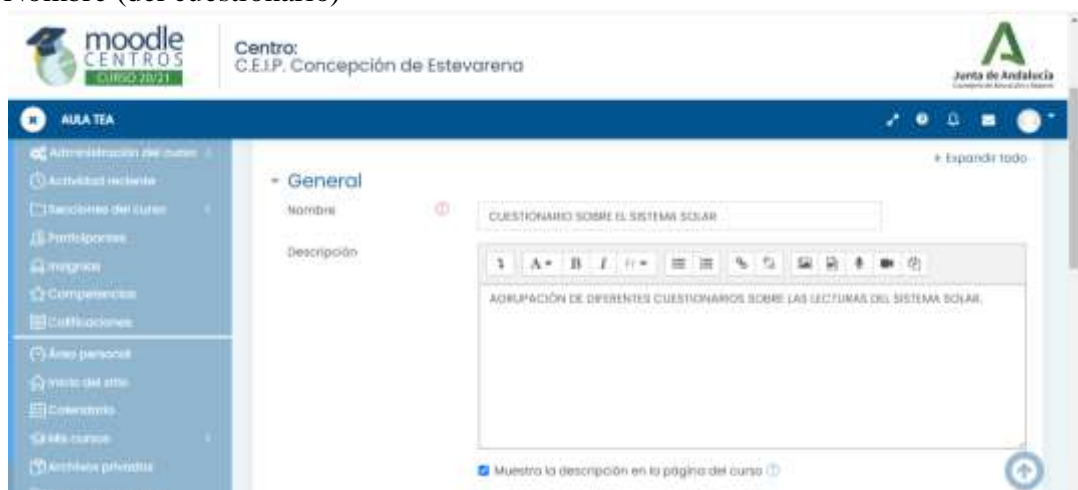 Nombre (del cuestionario)
moodle
CENTROS
CURSO 20/21
Centro:
C.E.I.P. Concepción de Estevarena
Junta de Andalucía
AULA TEA
Administración del curso
Actividad reciente
Secciones del curso
Participantes
Insignias
Competencias
Calificaciones
Área personal
Inicio del sitio
Calendario
Mis cursos
Archivos privados
Expandir todo
General
Nombre
CUESTIONARIO SOBRE EL SISTEMA SOLAR
Descripción
A B I
AGRUPACIÓN DE DIFERENTES CUESTIONARIOS SOBRE LAS LECTURAS DEL SISTEMA SOLAR.
Muestra la descripción en la página del curso